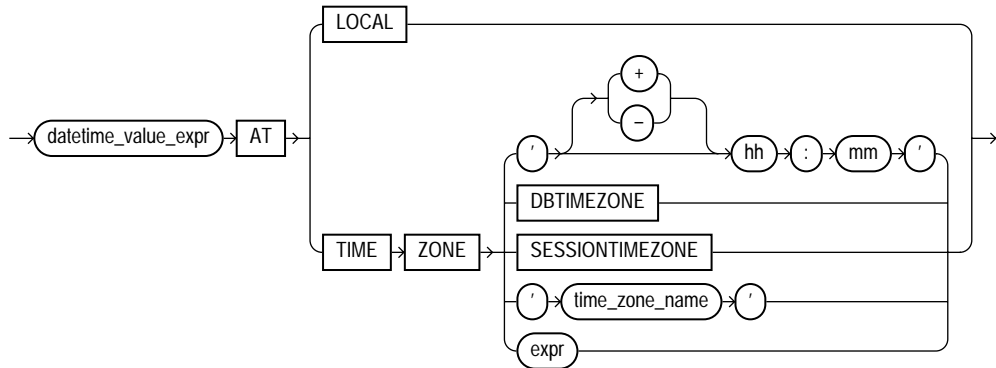 LOCAL
+
datetime_value_expr AT
–
' hh : mm '
DBTIMEZONE
TIME ZONE SESSIONTIMEZONE
' time_zone_name '
expr